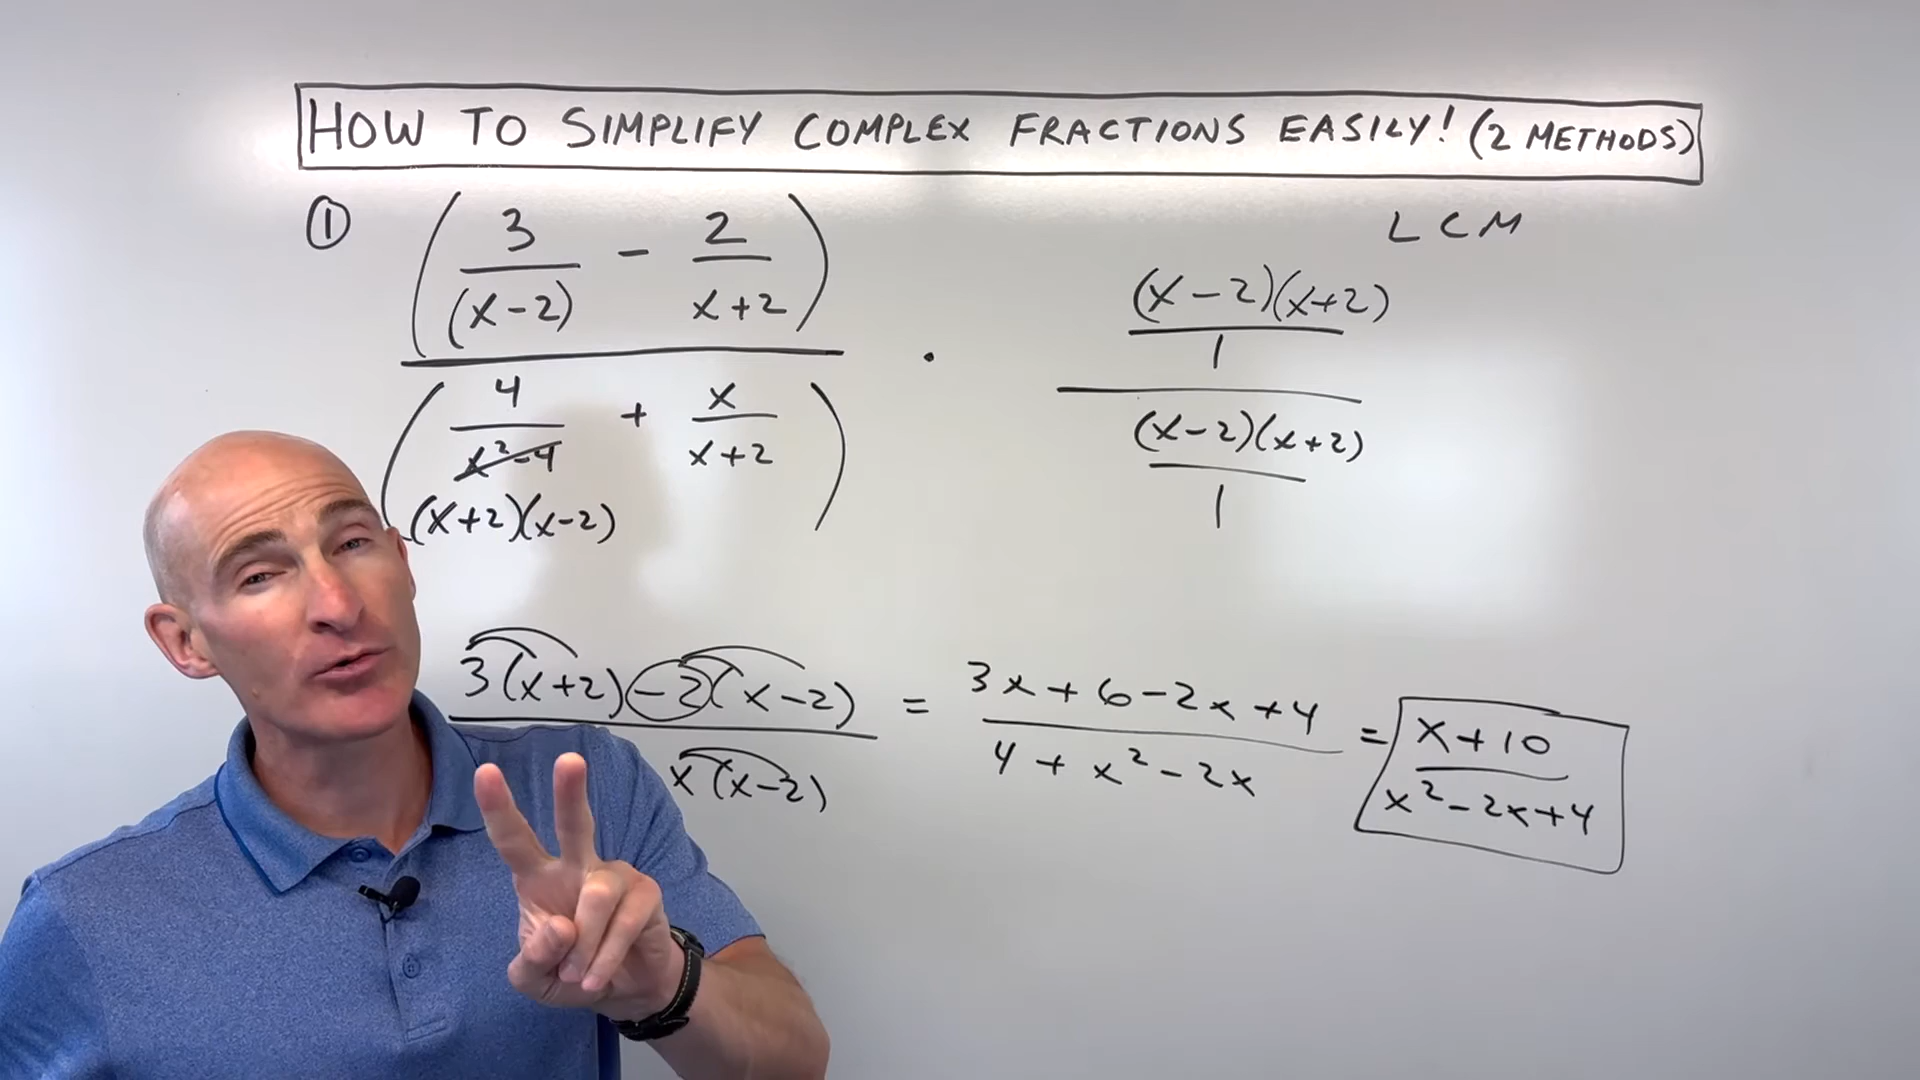 HOW TO SIMPLIFY COMPLEX FRACTIONS EASILY! (2 METHODS)
① LCM
3 2
— - —
(x-2) x+2
4 x
— + —
x²-4 x+2
(x+2)(x-2)
·
(x-2)(x+2)
1
(x-2)(x+2)
1
3(x+2) -2(x-2) = 3x+6-2x+4 = x+10
x(x-2) 4+x²-2x x²-2x+4